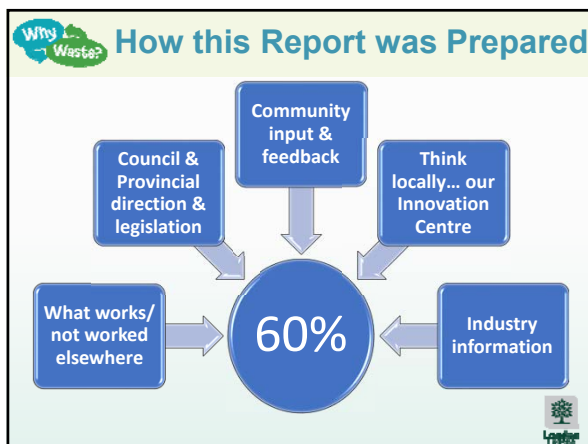 Why
Waste?
How this Report was Prepared
Community
input &
feedback
Council &
Provincial
direction &
legislation
Think
locally… our
Innovation
Centre
What works/
not worked
elsewhere
60%
Industry
information
London